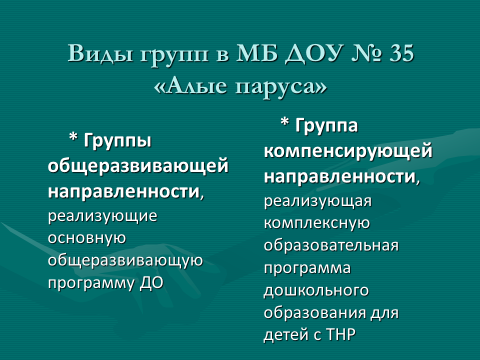 Виды групп в МБ ДОУ № 35
«Алые паруса»
* Группы
общеразвивающей
направленности,
реализующие
основную
общеразвивающую
программу ДО
* Группа
компенсирующей
направленности,
реализующая
комплексную
образовательная
программа
дошкольного
образования для
детей с ТНР